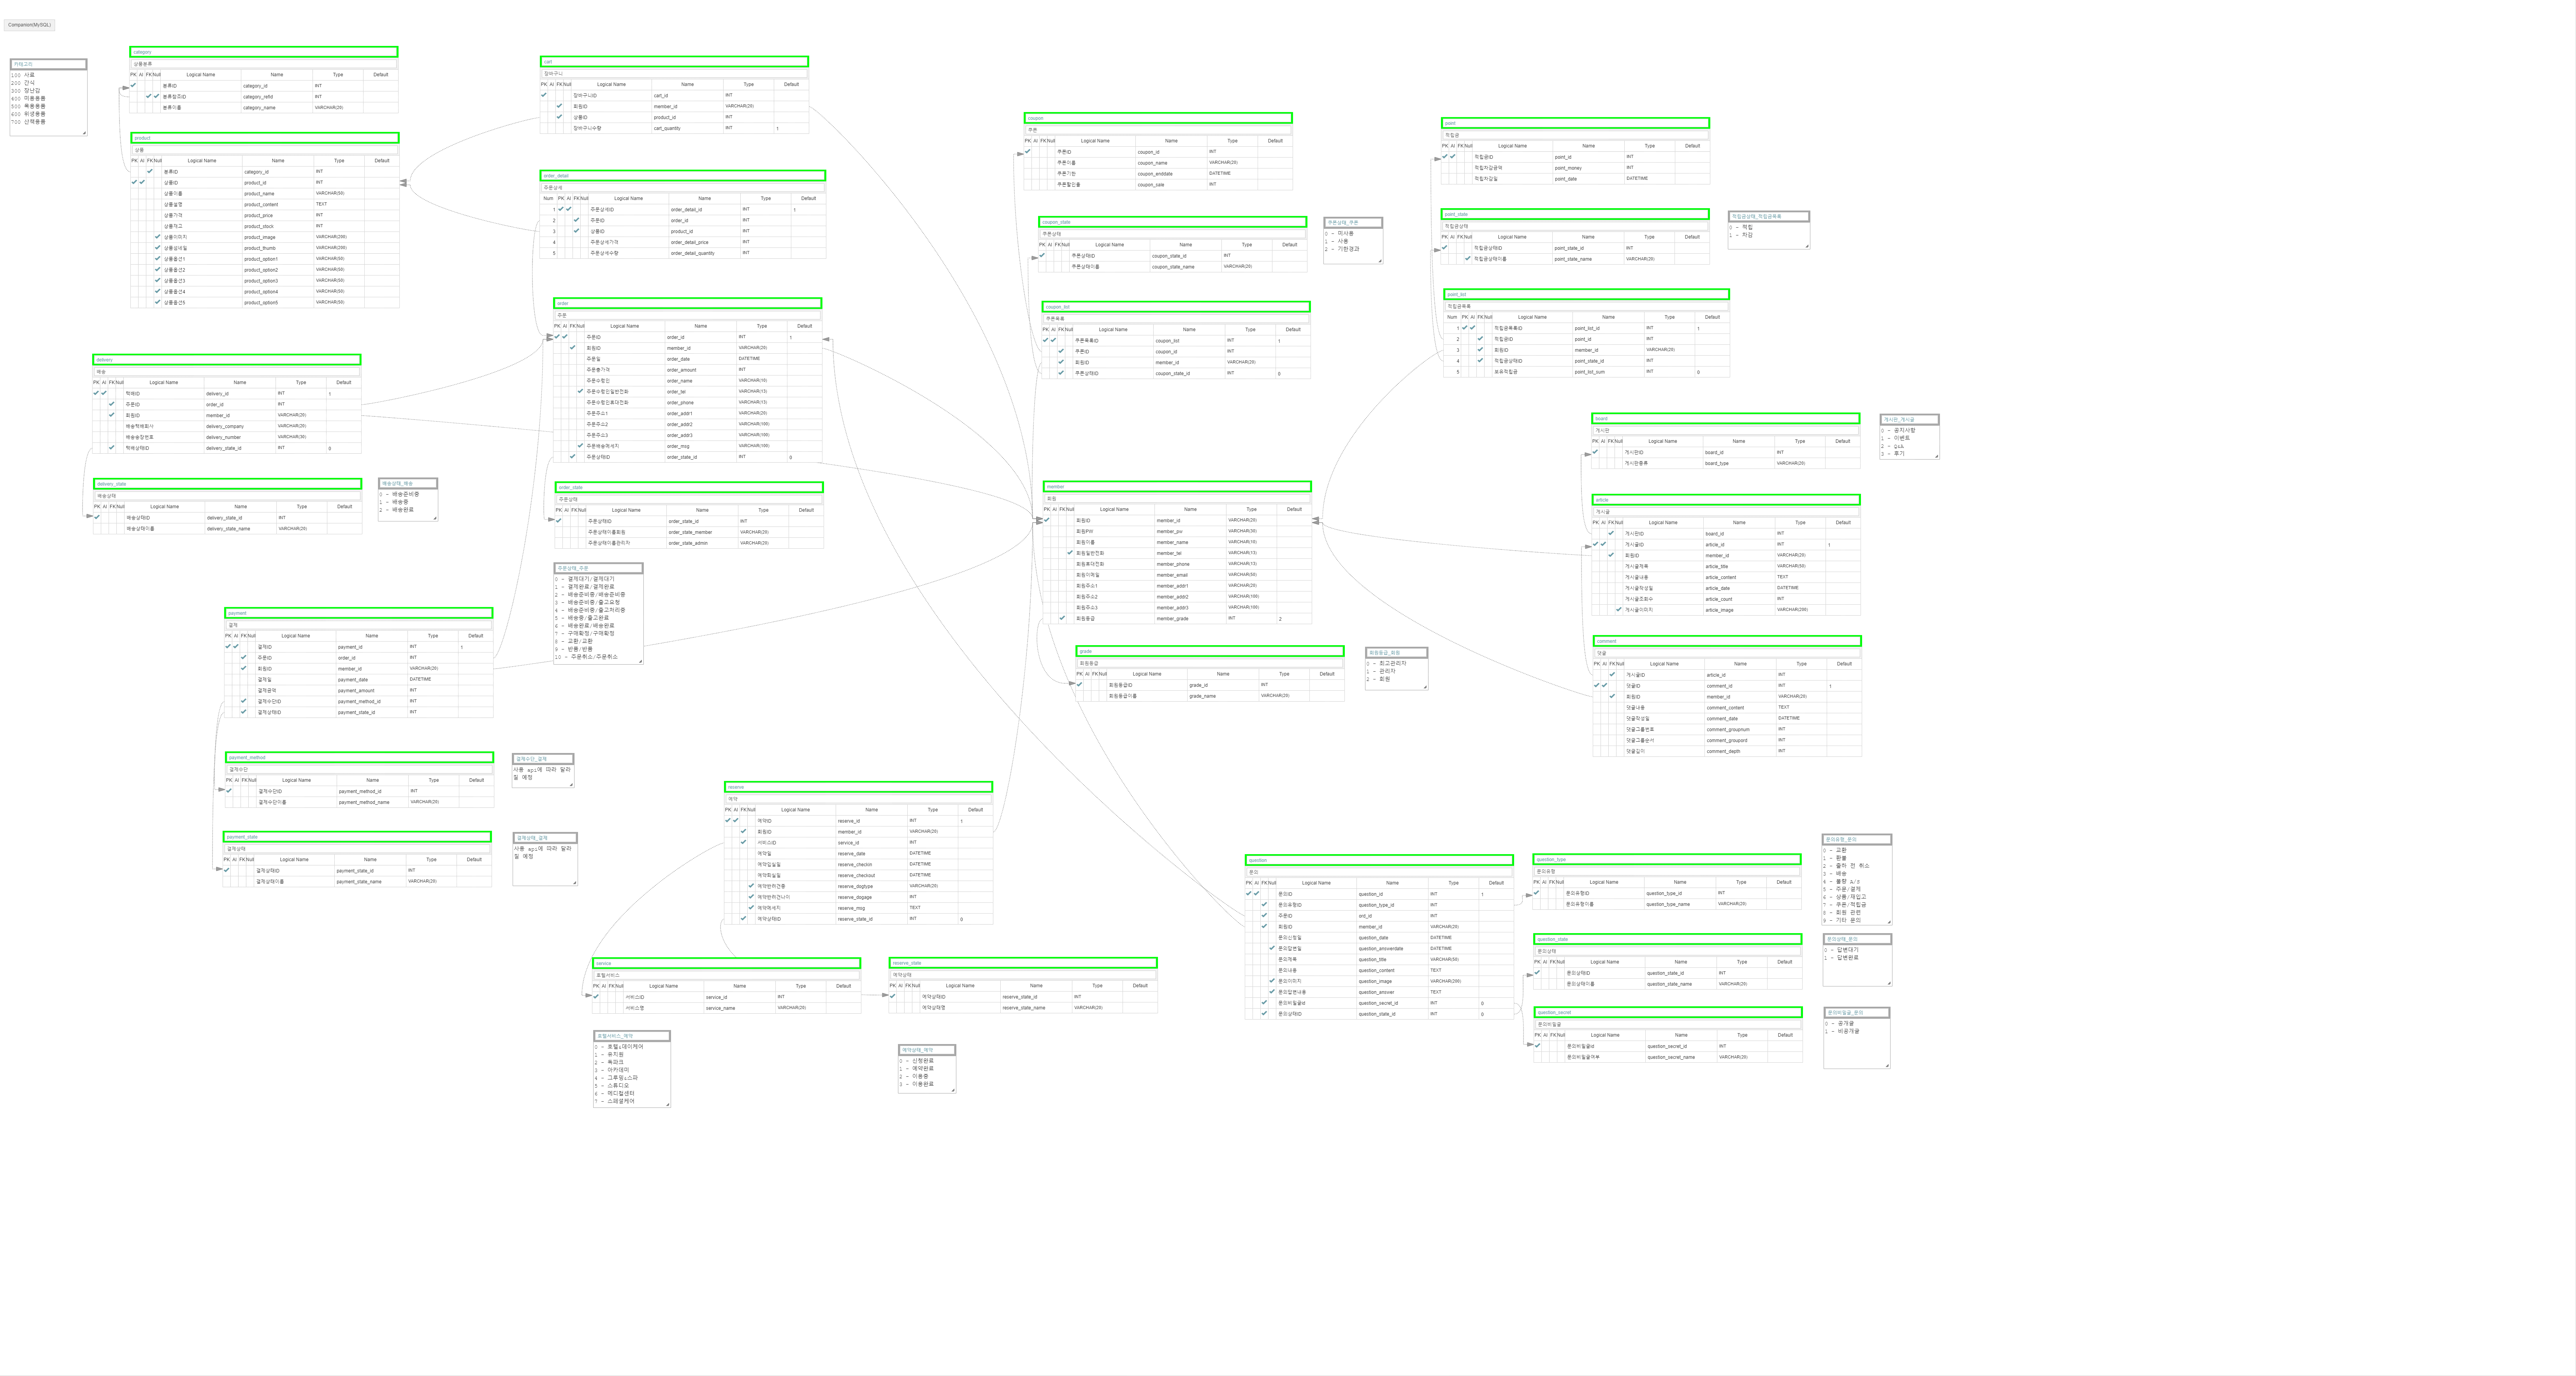 Companion(MySQL)
카테고리
100 사료
200 간식
300 장난감
400 미용용품
500 목욕용품
600 위생용품
700 산책용품
category
상품분류
PK AI FK Null Logical Name Name Type Default
분류ID category_id INT
분류참조ID category_refid INT
분류이름 category_name VARCHAR(20)
product
상품
PK AI FK Null Logical Name Name Type Default
분류ID category_id INT
상품ID product_id INT
상품이름 product_name VARCHAR(50)
상품설명 product_content TEXT
상품가격 product_price INT
상품재고 product_stock INT
상품이미지 product_image VARCHAR(200)
상품섬네일 product_thumb VARCHAR(200)
상품옵션1 product_option1 VARCHAR(50)
상품옵션2 product_option2 VARCHAR(50)
상품옵션3 product_option3 VARCHAR(50)
상품옵션4 product_option4 VARCHAR(50)
상품옵션5 product_option5 VARCHAR(50)
cart
장바구니
PK AI FK Null Logical Name Name Type Default
장바구니ID cart_id INT
회원ID member_id VARCHAR(20)
상품ID product_id INT
장바구니수량 cart_quantity INT 1
order_detail
주문상세
Num PK AI FK Null Logical Name Name Type Default
1 주문상세ID order_detail_id INT 1
2 주문ID order_id INT
3 상품ID product_id INT
4 주문상세가격 order_detail_price INT
5 주문상세수량 order_detail_quantity INT
order
주문
PK AI FK Null Logical Name Name Type Default
주문ID order_id INT 1
회원ID member_id VARCHAR(20)
주문일 order_date DATETIME
주문총가격 order_amount INT
주문수령인 order_name VARCHAR(10)
주문수령인일반전화 order_tel VARCHAR(13)
주문수령인휴대전화 order_phone VARCHAR(13)
주문주소1 order_addr1 VARCHAR(20)
주문주소2 order_addr2 VARCHAR(100)
주문주소3 order_addr3 VARCHAR(100)
주문배송메세지 order_msg VARCHAR(100)
주문상태ID order_state_id INT 0
order_state
주문상태
PK AI FK Null Logical Name Name Type Default
주문상태ID order_state_id INT
주문상태이름회원 order_state_member VARCHAR(20)
주문상태이름관리자 order_state_admin VARCHAR(20)
주문상태_주문
0 - 결제대기/결제대기
1 - 결제완료/결제완료
2 - 배송준비중/배송준비중
3 - 배송준비중/출고요청
4 - 배송준비중/출고처리중
5 - 배송중/출고완료
6 - 배송완료/배송완료
7 - 구매확정/구매확정
8 - 교환/교환
9 - 반품/반품
10 - 주문취소/주문취소
delivery
배송
PK AI FK Null Logical Name Name Type Default
택배ID delivery_id INT 1
주문ID order_id INT
회원ID member_id VARCHAR(20)
배송택배회사 delivery_company VARCHAR(20)
배송송장번호 delivery_number VARCHAR(30)
택배상태ID delivery_state_id INT 0
delivery_state
배송상태
PK AI FK Null Logical Name Name Type Default
배송상태ID delivery_state_id INT
배송상태이름 delivery_state_name VARCHAR(20)
배송상태_배송
0 - 배송준비중
1 - 배송중
2 - 배송완료
payment
결제
PK AI FK Null Logical Name Name Type Default
결제ID payment_id INT 1
주문ID order_id INT
회원ID member_id VARCHAR(20)
결제일 payment_date DATETIME
결제금액 payment_amount INT
결제수단ID payment_method_id INT
결제상태ID payment_state_id INT
payment_method
결제수단
PK AI FK Null Logical Name Name Type Default
결제수단ID payment_method_id INT
결제수단이름 payment_method_name VARCHAR(20)
결제수단_결제
사용 api에 따라 달라
질 예정
payment_state
결제상태
PK AI FK Null Logical Name Name Type Default
결제상태ID payment_state_id INT
결제상태이름 payment_state_name VARCHAR(20)
결제상태_결제
사용 api에 따라 달라
질 예정
coupon
쿠폰
PK AI FK Null Logical Name Name Type Default
쿠폰ID coupon_id INT
쿠폰이름 coupon_name VARCHAR(20)
쿠폰기한 coupon_enddate DATETIME
쿠폰할인율 coupon_sale INT
coupon_state
쿠폰상태
PK AI FK Null Logical Name Name Type Default
쿠폰상태ID coupon_state_id INT
쿠폰상태이름 coupon_state_name VARCHAR(20)
쿠폰상태_쿠폰
0 - 미사용
1 - 사용
2 - 기한경과
coupon_list
쿠폰목록
PK AI FK Null Logical Name Name Type Default
쿠폰목록ID coupon_list INT 1
쿠폰ID coupon_id INT
회원ID member_id VARCHAR(20)
쿠폰상태ID coupon_state_id INT 0
point
적립금
PK AI FK Null Logical Name Name Type Default
적립금ID point_id INT
적립차감금액 point_money INT
적립차감일 point_date DATETIME
point_state
적립금상태
PK AI FK Null Logical Name Name Type Default
적립금상태ID point_state_id INT
적립금상태이름 point_state_name VARCHAR(20)
적립금상태_적립금목록
0 - 적립
1 - 차감
point_list
적립금목록
Num PK AI FK Null Logical Name Name Type Default
1 적립금목록ID point_list_id INT 1
2 적립금ID point_id INT
3 회원ID member_id VARCHAR(20)
4 적립금상태ID point_state_id INT
5 보유적립금 point_list_sum INT 0
board
게시판
PK AI FK Null Logical Name Name Type Default
게시판ID board_id INT
게시판종류 board_type VARCHAR(20)
게시판_게시글
0 - 공지사항
1 - 이벤트
2 - Q&A
3 - 후기
article
게시글
PK AI FK Null Logical Name Name Type Default
게시판ID board_id INT
게시글ID article_id INT 1
회원ID member_id VARCHAR(20)
게시글제목 article_title VARCHAR(50)
게시글내용 article_content TEXT
게시글작성일 article_date DATETIME
게시글조회수 article_count INT
게시글이미지 article_image VARCHAR(200)
comment
댓글
PK AI FK Null Logical Name Name Type Default
게시글ID article_id INT
댓글ID comment_id INT 1
회원ID member_id VARCHAR(20)
댓글내용 comment_content TEXT
댓글작성일 comment_date DATETIME
댓글그룹번호 comment_groupnum INT
댓글그룹순서 comment_groupord INT
댓글깊이 comment_depth INT
member
회원
PK AI FK Null Logical Name Name Type Default
회원ID member_id VARCHAR(20)
회원PW member_pw VARCHAR(30)
회원이름 member_name VARCHAR(10)
회원일반전화 member_tel VARCHAR(13)
회원휴대전화 member_phone VARCHAR(13)
회원이메일 member_email VARCHAR(50)
회원주소1 member_addr1 VARCHAR(20)
회원주소2 member_addr2 VARCHAR(100)
회원주소3 member_addr3 VARCHAR(100)
회원등급 member_grade INT 2
grade
회원등급
PK AI FK Null Logical Name Name Type Default
회원등급ID grade_id INT
회원등급이름 grade_name VARCHAR(20)
회원등급_회원
0 - 최고관리자
1 - 관리자
2 - 회원
reserve
예약
PK AI FK Null Logical Name Name Type Default
예약ID reserve_id INT 1
회원ID member_id VARCHAR(20)
서비스ID service_id INT
예약일 reserve_date DATETIME
예약입실일 reserve_checkin DATETIME
예약퇴실일 reserve_checkout DATETIME
예약반려견종 reserve_dogtype VARCHAR(20)
예약반려견나이 reserve_dogage INT
예약메세지 reserve_msg TEXT
예약상태ID reserve_state_id INT 0
service
호텔서비스
PK AI FK Null Logical Name Name Type Default
서비스ID service_id INT
서비스명 service_name VARCHAR(20)
호텔서비스_예약
0 - 호텔&데이케어
1 - 유치원
2 - 독파크
3 - 아카데미
4 - 그루밍&스파
5 - 스튜디오
6 - 메디컬센터
7 - 스페셜케어
reserve_state
예약상태
PK AI FK Null Logical Name Name Type Default
예약상태ID reserve_state_id INT
예약상태명 reserve_state_name VARCHAR(20)
예약상태_예약
0 - 신청완료
1 - 예약완료
2 - 이용중
3 - 이용완료
question
문의
PK AI FK Null Logical Name Name Type Default
문의ID question_id INT 1
문의유형ID question_type_id INT
주문ID ord_id INT
회원ID member_id VARCHAR(20)
문의신청일 question_date DATETIME
문의답변일 question_answerdate DATETIME
문의제목 question_title VARCHAR(50)
문의내용 question_content TEXT
문의이미지 question_image VARCHAR(200)
문의답변내용 question_answer TEXT
문의비밀글id question_secret_id INT 0
문의상태ID question_state_id INT 0
question_type
문의유형
PK AI FK Null Logical Name Name Type Default
문의유형ID question_type_id INT
문의유형이름 question_type_name VARCHAR(20)
문의유형_문의
0 - 교환
1 - 환불
2 - 출하 전 취소
3 - 배송
4 - 불량 A/S
5 - 주문/결제
6 - 상품/재입고
7 - 쿠폰/적립금
8 - 회원 관련
9 - 기타 문의
question_state
문의상태
PK AI FK Null Logical Name Name Type Default
문의상태ID question_state_id INT
문의상태이름 question_state_name VARCHAR(20)
문의상태_문의
0 - 답변대기
1 - 답변완료
question_secret
문의비밀글
PK AI FK Null Logical Name Name Type Default
문의비밀글id question_secret_id INT
문의비밀글여부 question_secret_name VARCHAR(20)
문의비밀글_문의
0 - 공개글
1 - 비공개글